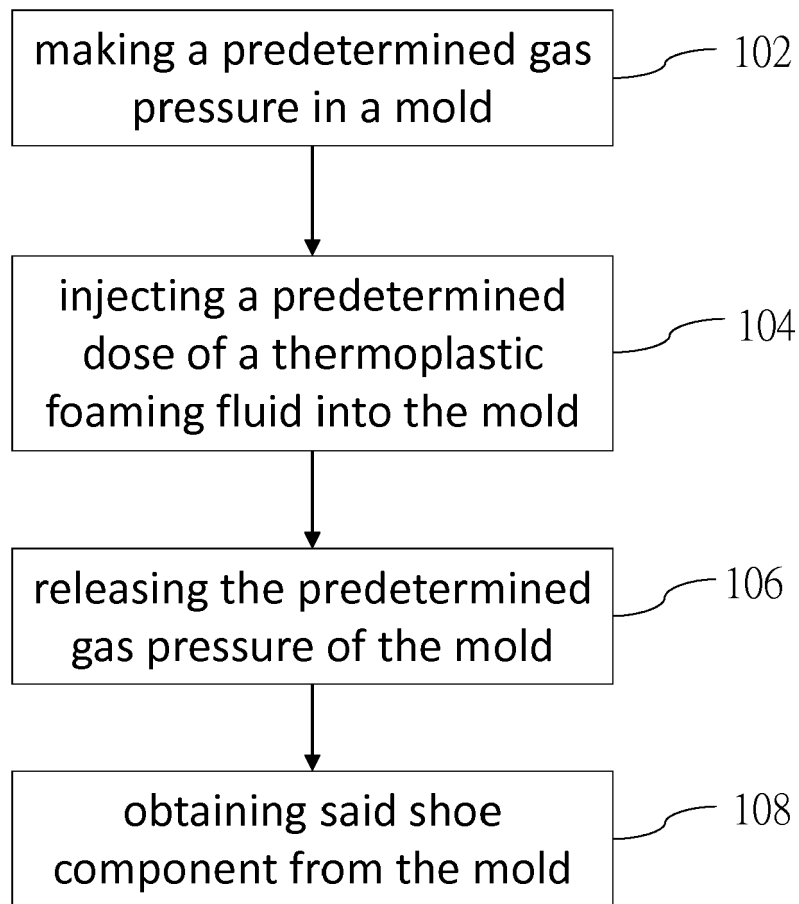 making a predetermined gas
pressure in a mold
102
injecting a predetermined
dose of a thermoplastic
foaming fluid into the mold
104
releasing the predetermined
gas pressure of the mold
106
obtaining said shoe
component from the mold
108